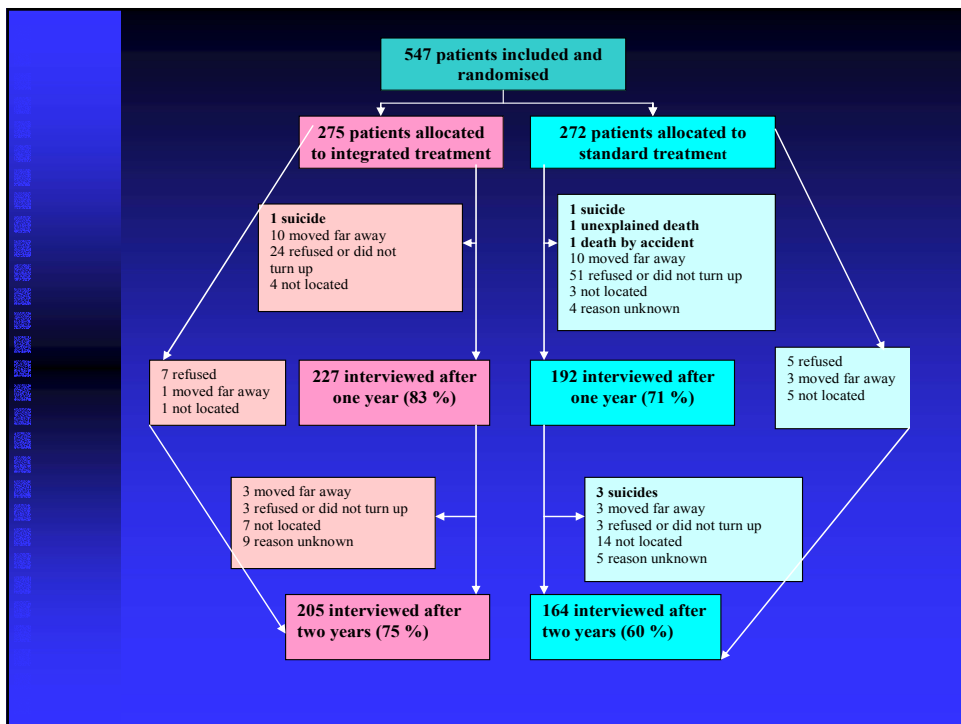 547 patients included and
randomised
275 patients allocated
to integrated treatment
272 patients allocated to
standard treatment
1 suicide
10 moved far away
24 refused or did not
turn up
4 not located
1 suicide
1 unexplained death
1 death by accident
10 moved far away
51 refused or did not turn up
3 not located
4 reason unknown
7 refused
1 moved far away
1 not located
227 interviewed after
one year (83 %)
192 interviewed after
one year (71 %)
5 refused
3 moved far away
5 not located
3 moved far away
3 refused or did not turn up
7 not located
9 reason unknown
3 suicides
3 moved far away
3 refused or did not turn up
14 not located
5 reason unknown
205 interviewed after
two years (75 %)
164 interviewed after
two years (60 %)